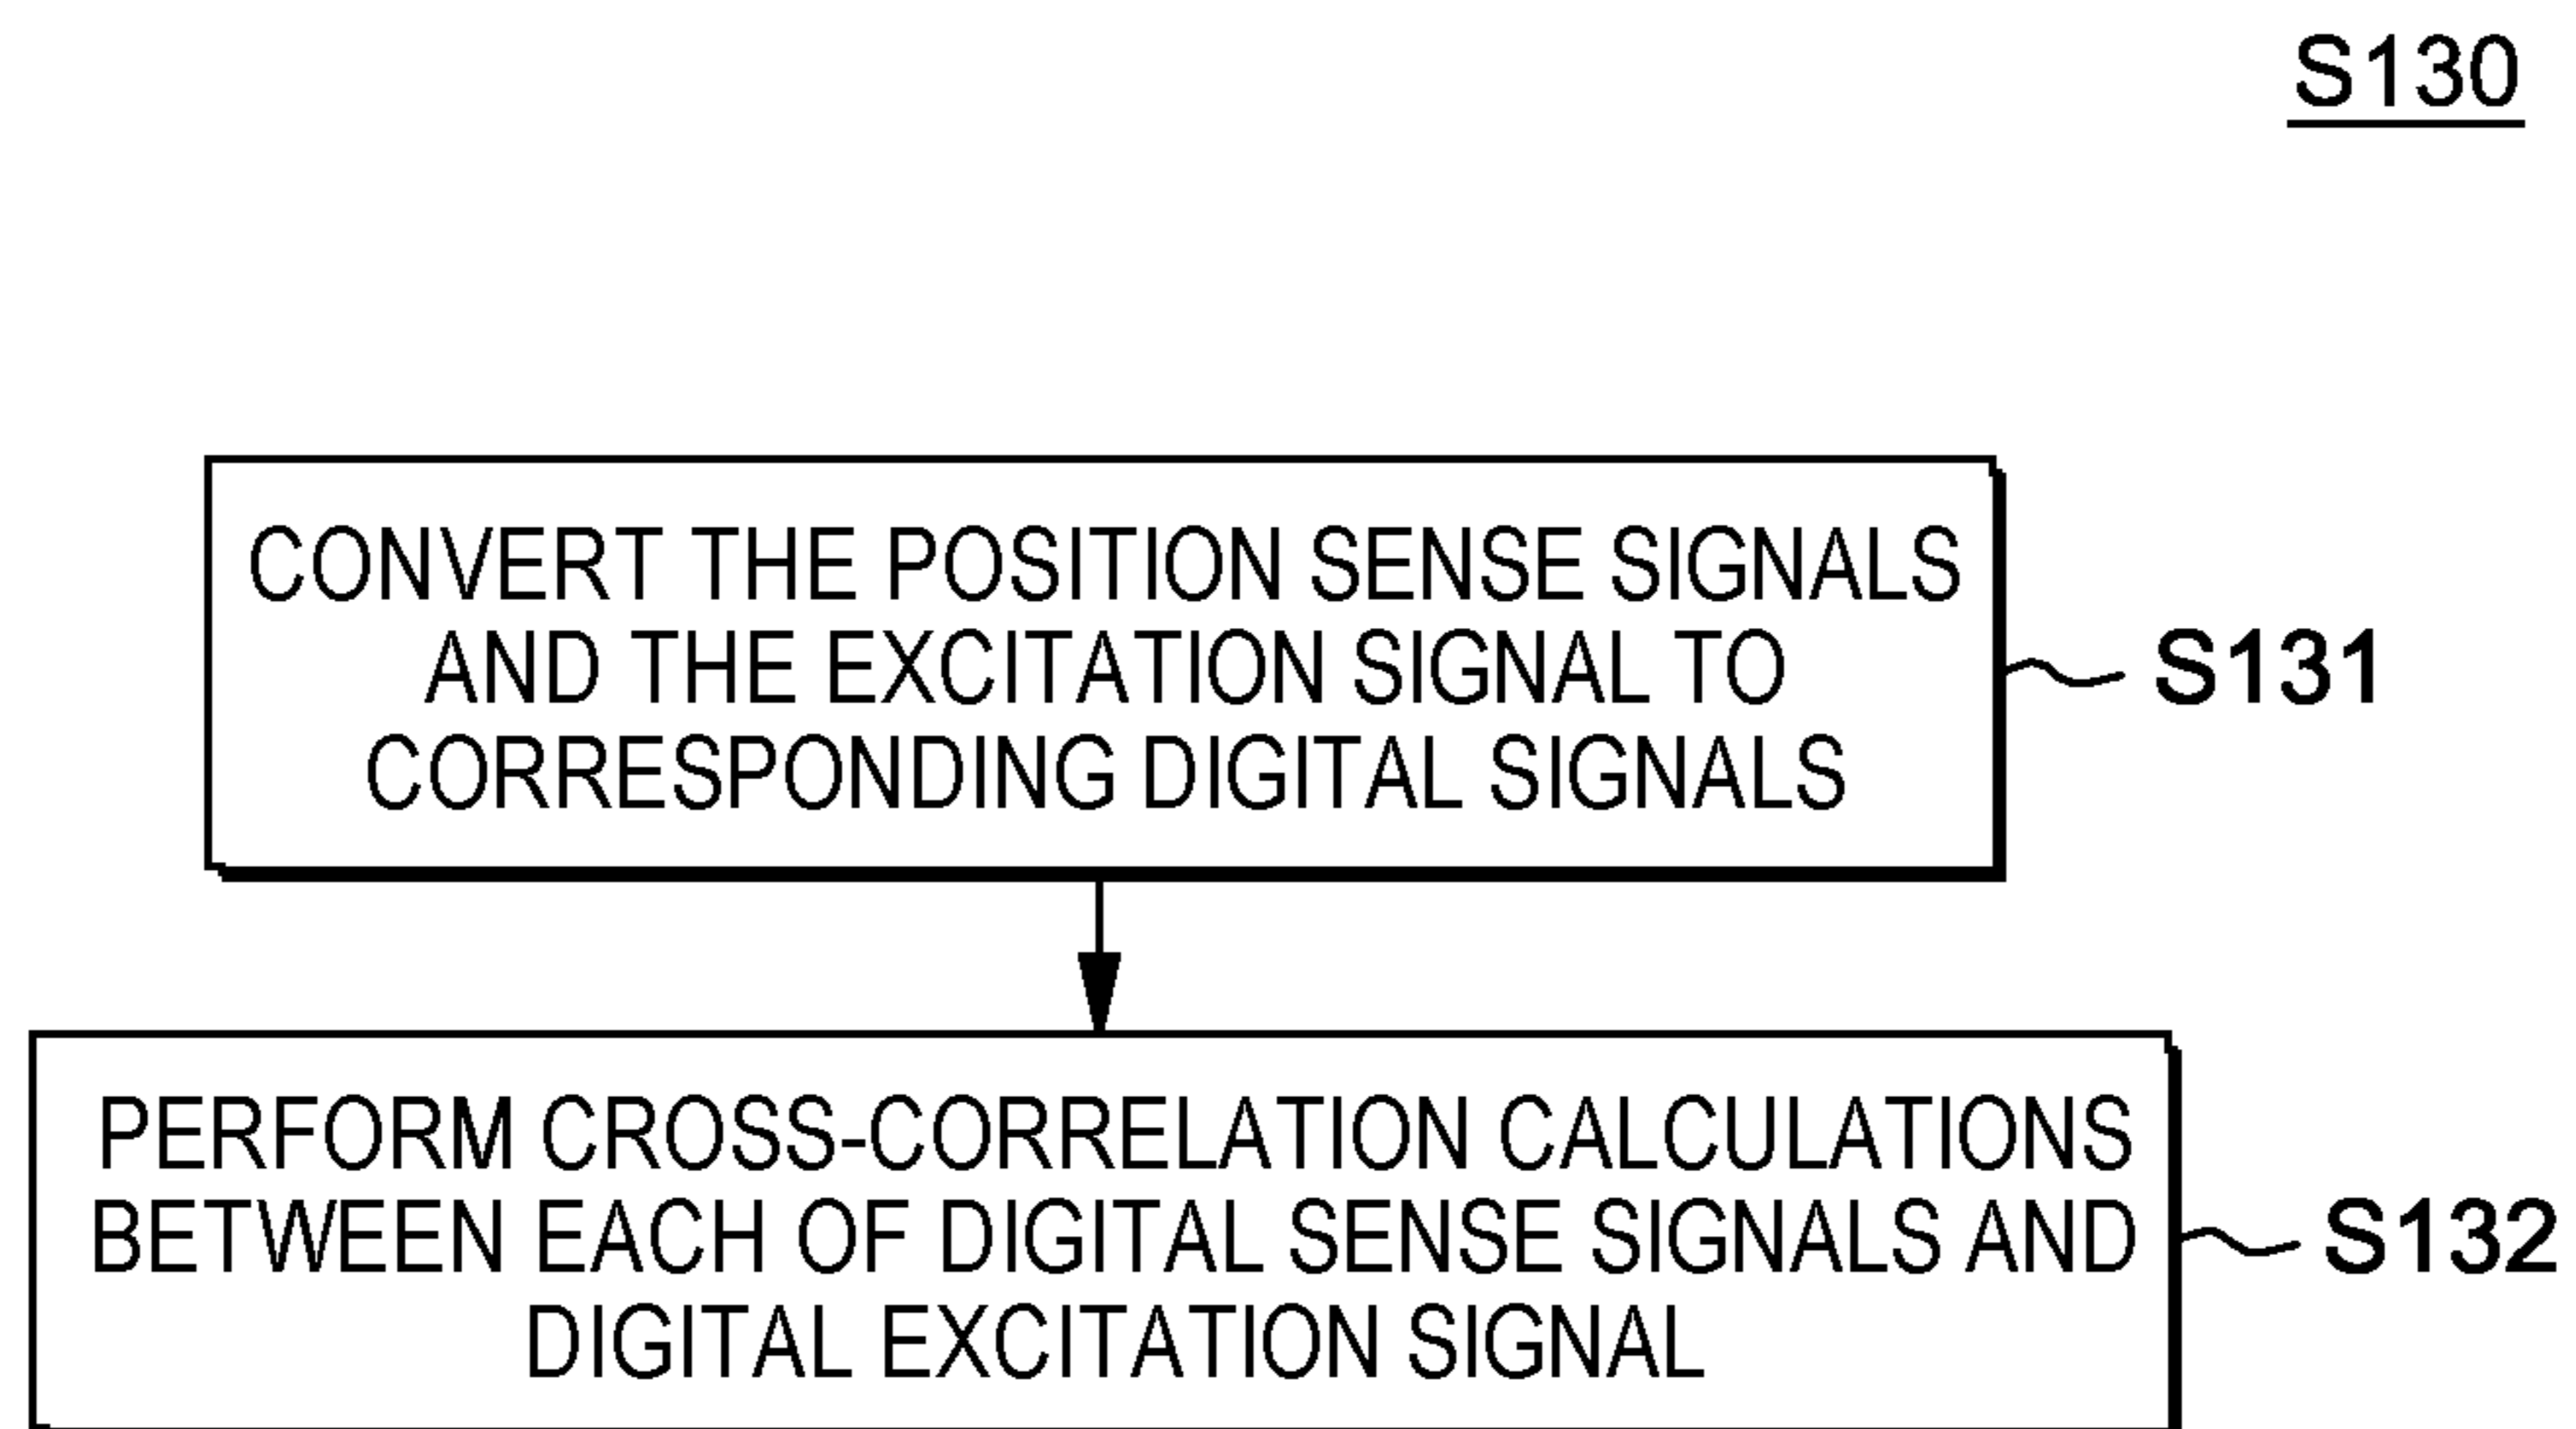 S130
CONVERT THE POSITION SENSE SIGNALS
AND THE EXCITATION SIGNAL TO
CORRESPONDING DIGITAL SIGNALS
S131
PERFORM CROSS-CORRELATION CALCULATIONS
BETWEEN EACH OF DIGITAL SENSE SIGNALS AND
DIGITAL EXCITATION SIGNAL
S132